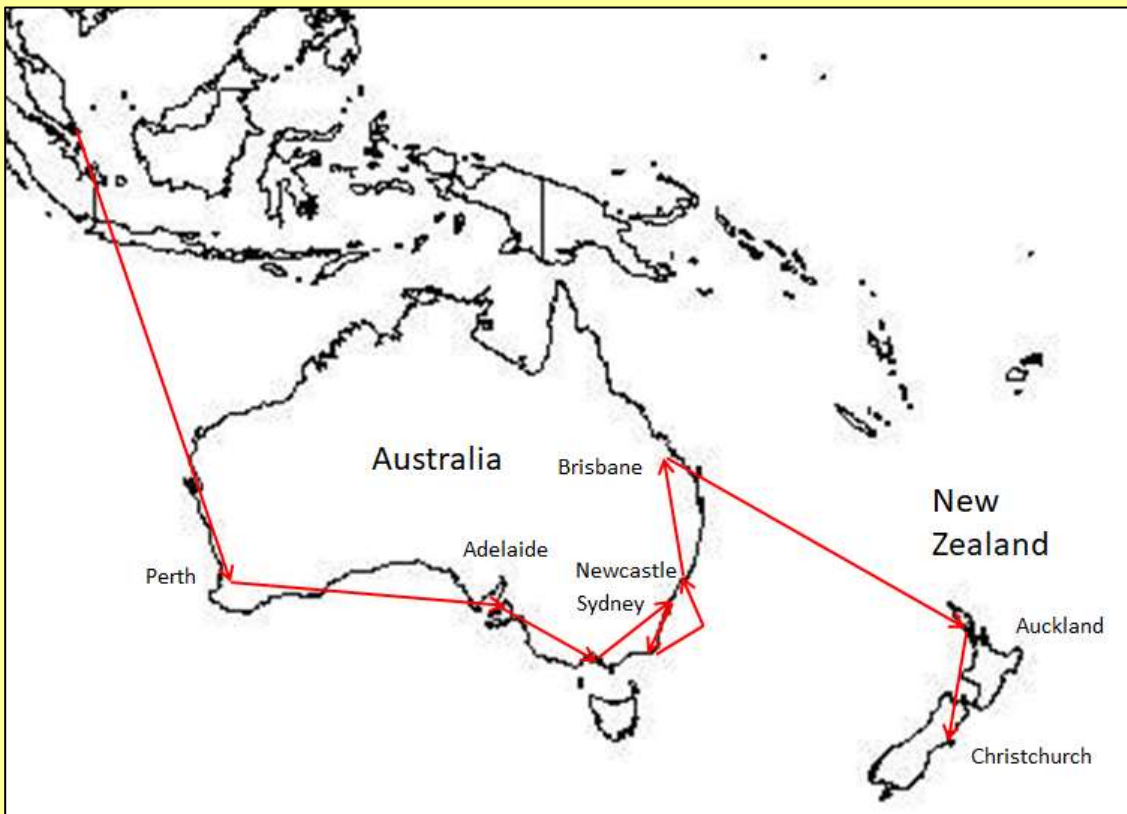 Australia
Brisbane
New
Zealand
Adelaide
Perth
Newcastle
Sydney
Auckland
Christchurch